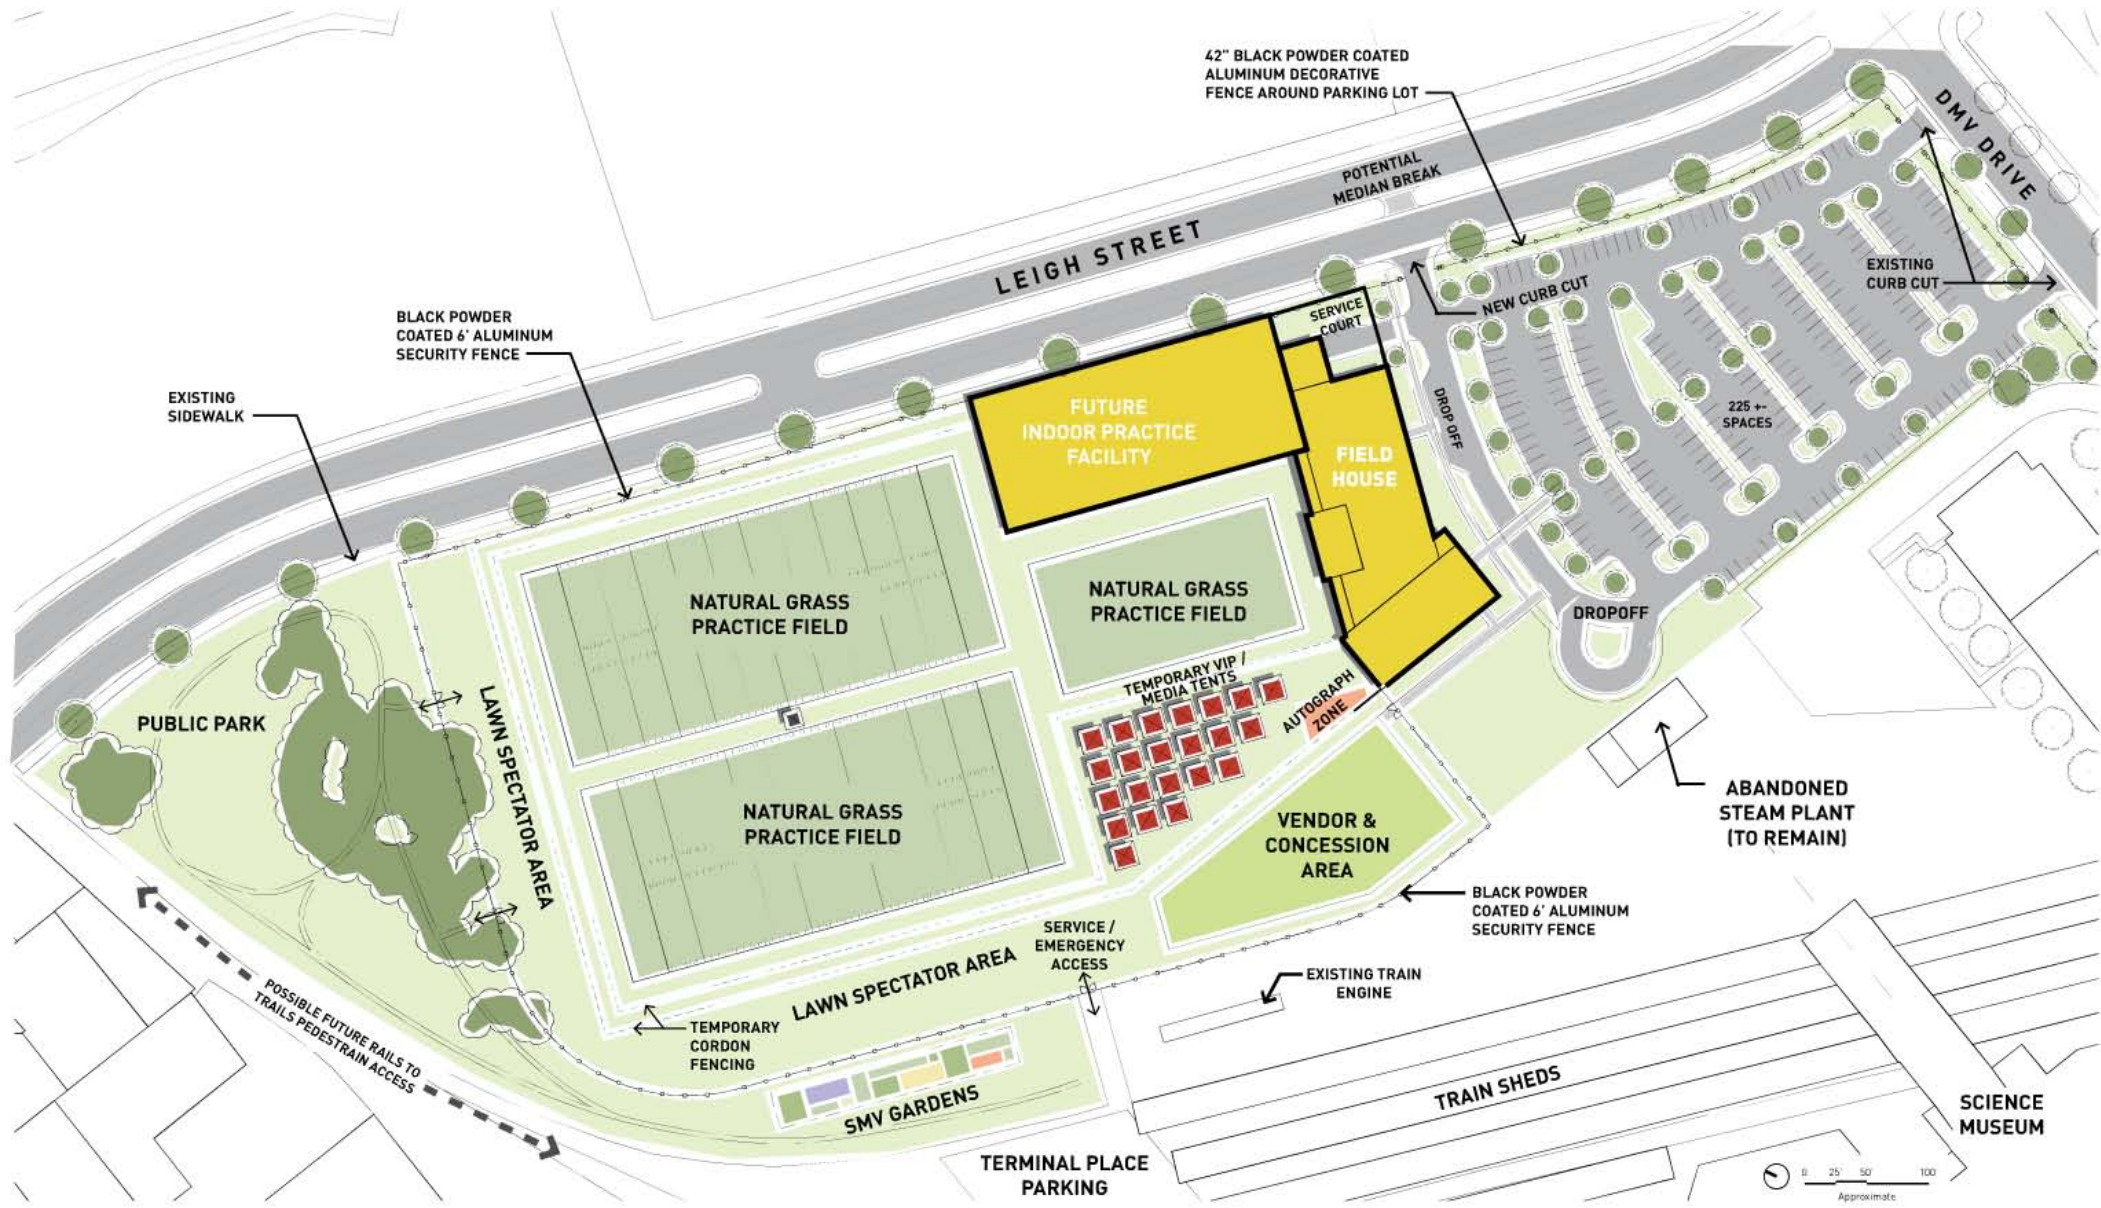 42" BLACK POWDER COATED
ALUMINUM DECORATIVE
FENCE AROUND PARKING LOT
DMV DRIVE
POTENTIAL
MEDIAN BREAK
LEIGH STREET
EXISTING
CURB CUT
NEW CURB CUT
SERVICE
COURT
BLACK POWDER
COATED 6' ALUMINUM
SECURITY FENCE
EXISTING
SIDEWALK
FUTURE
INDOOR PRACTICE
FACILITY
FIELD
HOUSE
DROP OFF
225 +-
SPACES
NATURAL GRASS
PRACTICE FIELD
NATURAL GRASS
PRACTICE FIELD
DROPOFF
TEMPORARY VIP /
MEDIA TENTS
AUTOGRAPH
ZONE
PUBLIC PARK
LAWN SPECTATOR AREA
NATURAL GRASS
PRACTICE FIELD
VENDOR &
CONCESSION
AREA
ABANDONED
STEAM PLANT
(TO REMAIN)
BLACK POWDER
COATED 6' ALUMINUM
SECURITY FENCE
SERVICE /
EMERGENCY
ACCESS
LAWN SPECTATOR AREA
EXISTING TRAIN
ENGINE
POSSIBLE FUTURE RAILS TO
TRAILS PEDESTRAIN ACCESS
TEMPORARY
CORDON
FENCING
SMV GARDENS
TRAIN SHEDS
SCIENCE
MUSEUM
TERMINAL PLACE
PARKING
0 25' 50' 100'
Approximate